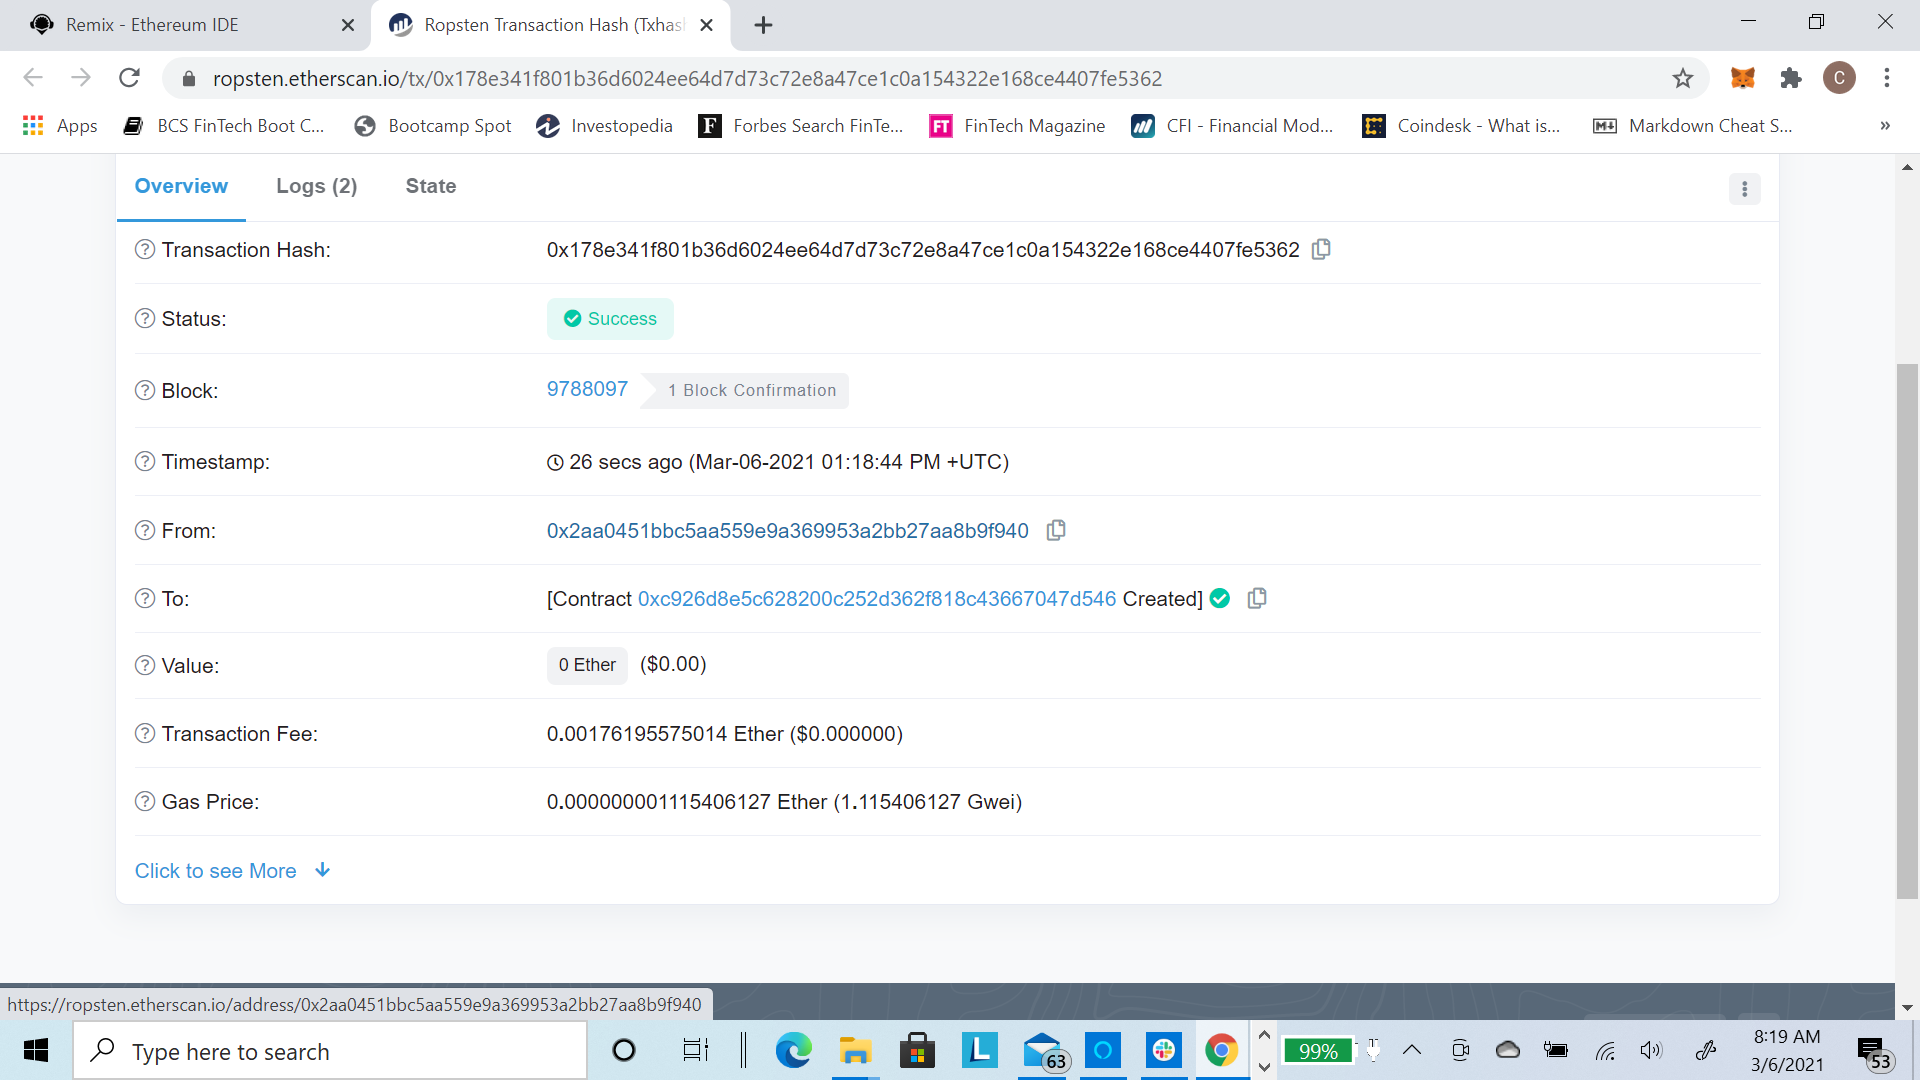 Remix - Ethereum IDE
Ropsten Transaction Hash (Txhash
ropsten.etherscan.io/tx/0x178e341f801b36d6024ee64d7d73c72e8a47ce1c0a154322e168ce4407fe5362
C
Apps
BCS FinTech Boot C...
Bootcamp Spot
Investopedia
F
Forbes Search FinTe...
FT
FinTech Magazine
CFI - Financial Mod...
Coindesk - What is...
M
Markdown Cheat S...
»
Overview
Logs (2)
State
Transaction Hash:
0x178e341f801b36d6024ee64d7d73c72e8a47ce1c0a154322e168ce4407fe5362
Status:
Success
Block:
9788097
1 Block Confirmation
Timestamp:
26 secs ago (Mar-06-2021 01:18:44 PM +UTC)
From:
0x2aa0451bbc5aa559e9a369953a2bb27aa8b9f940
To:
[Contract 0xc926d8e5c628200c252d362f818c43667047d546 Created]
Value:
0 Ether
($0.00)
Transaction Fee:
0.00176195575014 Ether ($0.000000)
Gas Price:
0.000000001115406127 Ether (1.115406127 Gwei)
Click to see More
https://ropsten.etherscan.io/address/0x2aa0451bbc5aa559e9a369953a2bb27aa8b9f940
Type here to search
L
63
99%
8:19 AM
3/6/2021
53